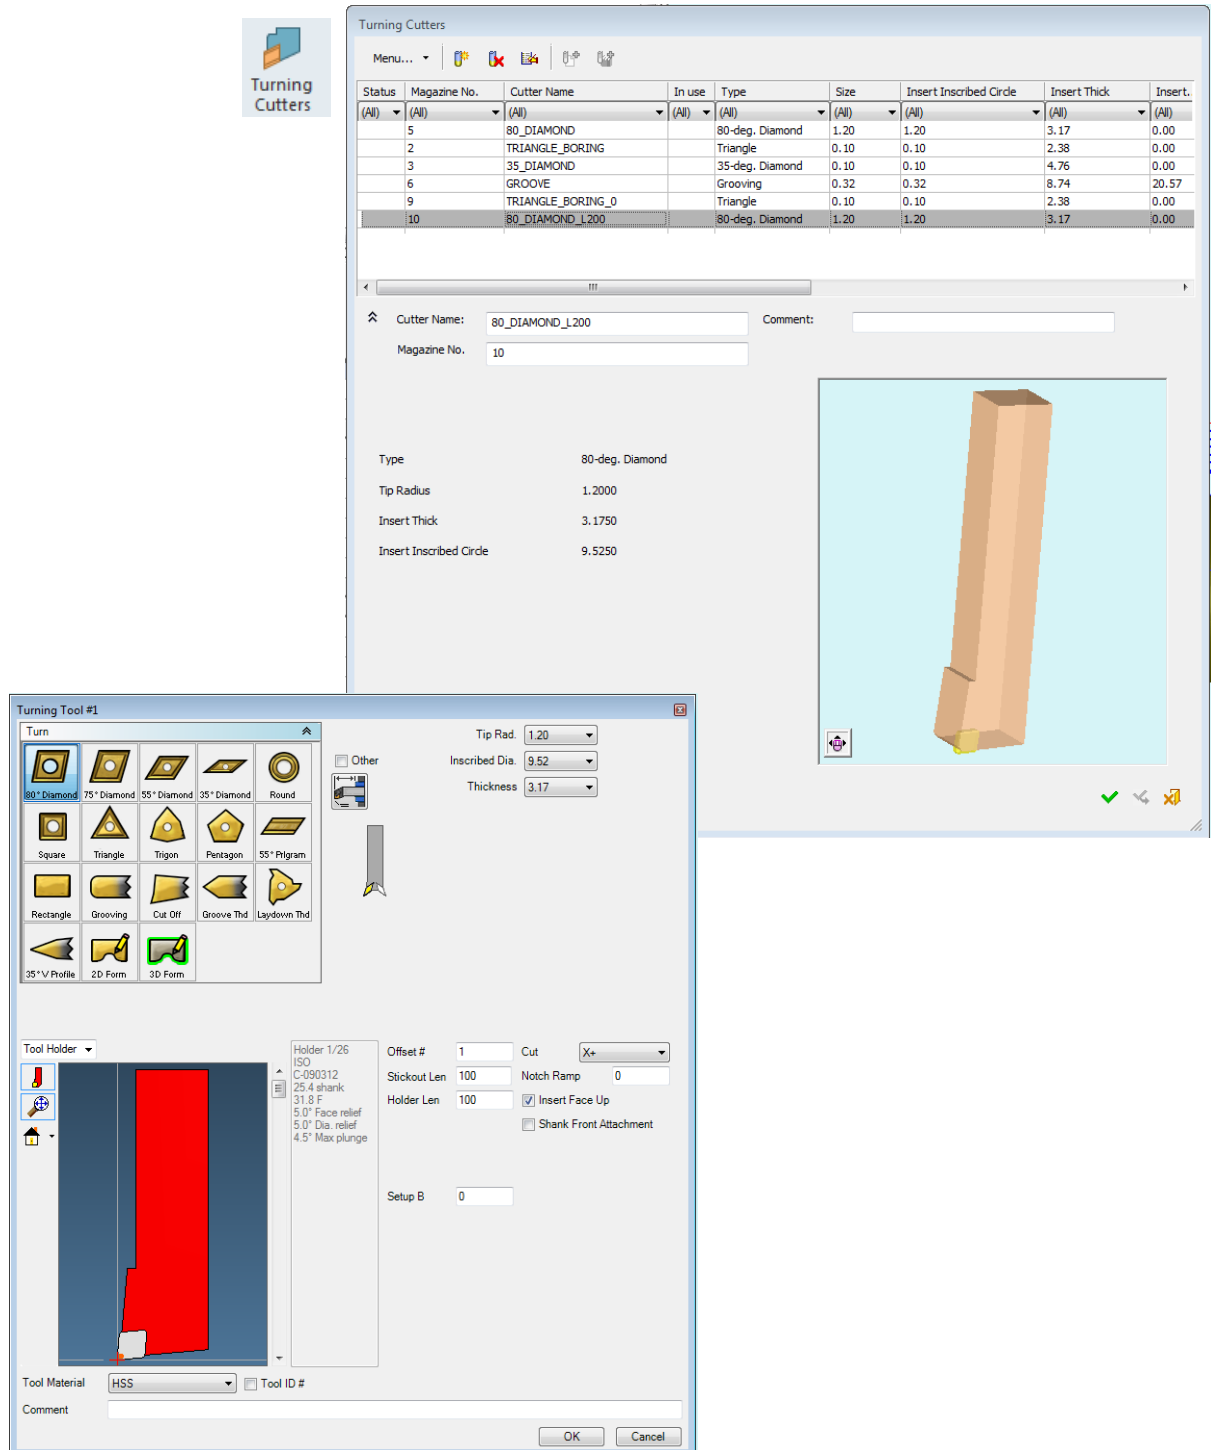 Turning
Cutters
Turning Cutters
Menu...
Status Magazine No. Cutter Name In use Type Size Insert Inscribed Circle Insert Thick Insert.
(All) (All) (All) (All) (All) (All) (All) (All) (All)
5 80_DIAMOND 80-deg. Diamond 1.20 1.20 3.17 0.00
2 TRIANGLE_BORING Triangle 0.10 0.10 2.38 0.00
3 35_DIAMOND 35-deg. Diamond 0.10 0.10 4.76 0.00
6 GROOVE Grooving 0.32 0.32 8.74 20.57
9 TRIANGLE_BORING_0 Triangle 0.10 0.10 2.38 0.00
10 80_DIAMOND_L200 80-deg. Diamond 1.20 1.20 3.17 0.00
Cutter Name: 80_DIAMOND_L200 Comment:
Magazine No. 10
Type 80-deg. Diamond
Tip Radius 1.2000
Insert Thick 3.1750
Insert Inscribed Circle 9.5250
Turning Tool #1
Turn
80° Diamond 75° Diamond 55° Diamond 35° Diamond Round
Square Triangle Trigon Pentagon 55° Prlgram
Rectangle Grooving Cut Off Groove Thd Laydown Thd
35° V Profile 2D Form 3D Form
Other
Tip Rad. 1.20
Inscribed Dia. 9.52
Thickness 3.17
Tool Holder
Holder 1/26
ISO
C-090312
25.4 shank
31.8 F
5.0° Face relief
5.0° Dia. relief
4.5° Max plunge
Offset # 1 Cut X+
Stickout Len 100 Notch Ramp 0
Holder Len 100 Insert Face Up
Shank Front Attachment
Setup B 0
Tool Material HSS Tool ID #
Comment
OK Cancel